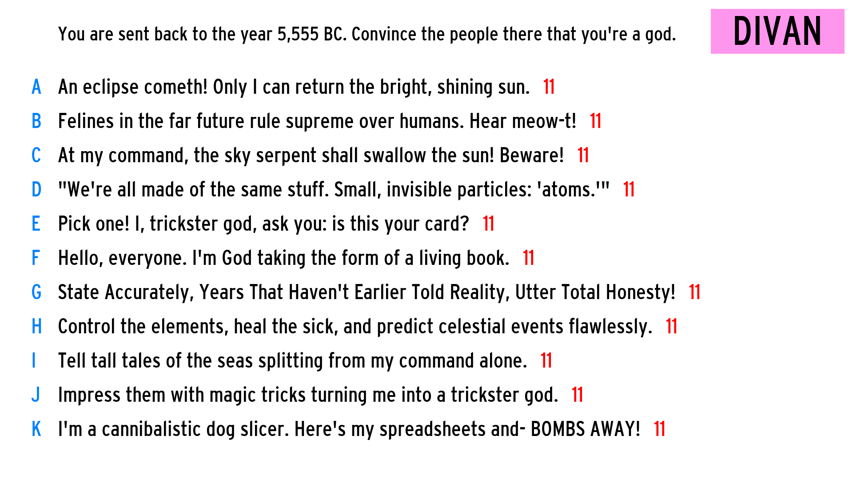 You are sent back to the year 5,555 BC. Convince the people there that you're a god.
DIVAN
A An eclipse cometh! Only I can return the bright, shining sun. 11
B Felines in the far future rule supreme over humans. Hear meow-t! 11
C At my command, the sky serpent shall swallow the sun! Beware! 11
D "We're all made of the same stuff. Small, invisible particles: 'atoms.'" 11
E Pick one! I, trickster god, ask you: is this your card? 11
F Hello, everyone. I'm God taking the form of a living book. 11
G State Accurately, Years That Haven't Earlier Told Reality, Utter Total Honesty! 11
H Control the elements, heal the sick, and predict celestial events flawlessly. 11
I Tell tall tales of the seas splitting from my command alone. 11
J Impress them with magic tricks turning me into a trickster god. 11
K I'm a cannibalistic dog slicer. Here's my spreadsheets and- BOMBS AWAY! 11